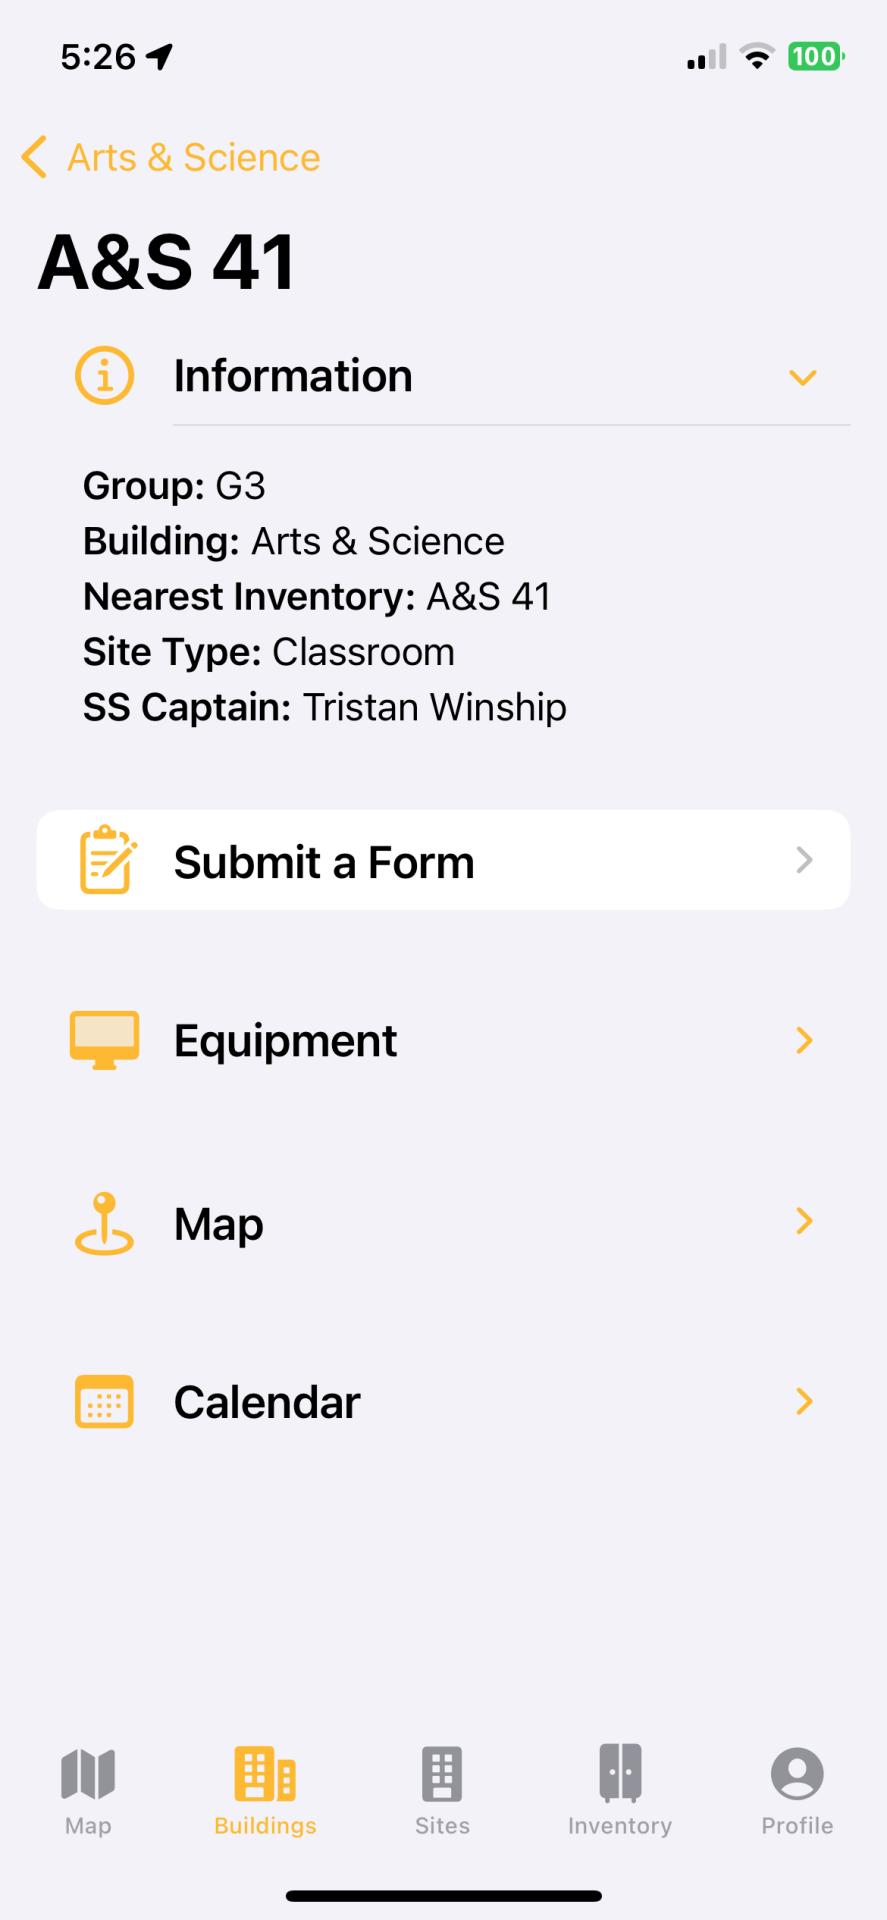 5:26
100
Arts & Science
A&S 41
Information
Group: G3
Building: Arts & Science
Nearest Inventory: A&S 41
Site Type: Classroom
SS Captain: Tristan Winship
Submit a Form
Equipment
Map
Calendar
Map Buildings Sites Inventory Profile